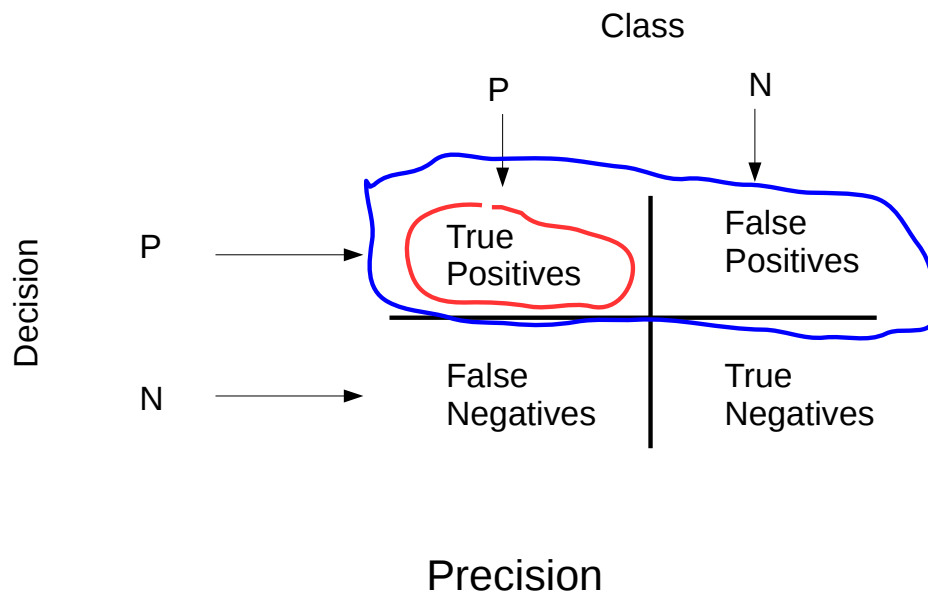 Class
P
N
Decision
P
True
Positives
False
Positives
N
False
Negatives
True
Negatives
Precision